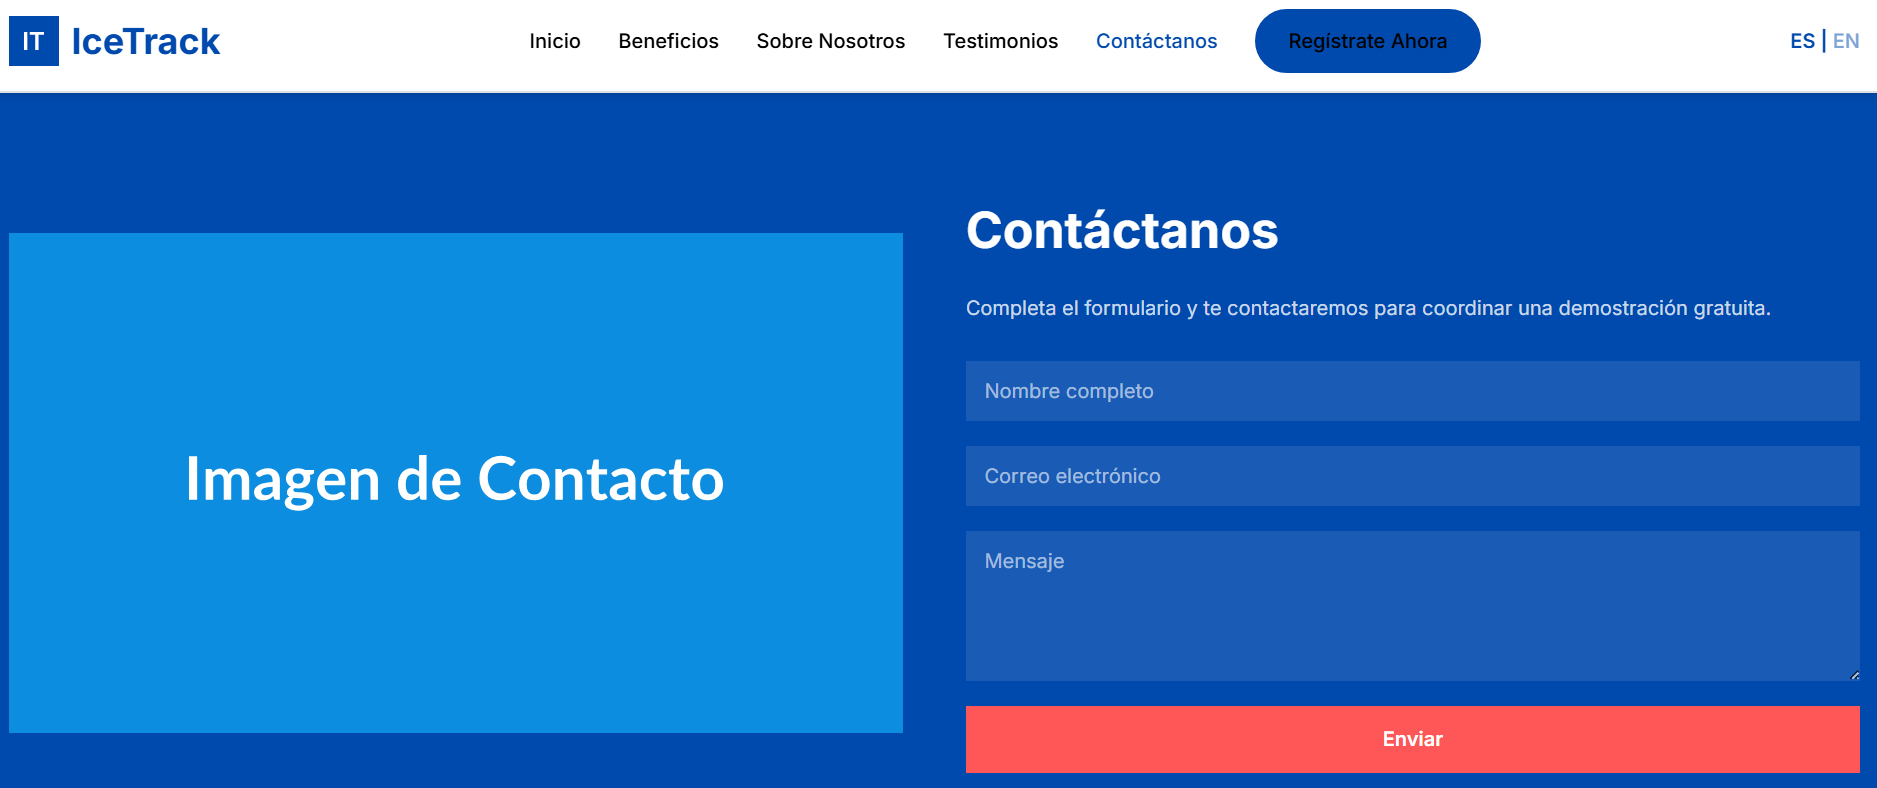 IT IceTrack
Inicio Beneficios Sobre Nosotros Testimonios Contáctanos Regístrate Ahora ES | EN
Imagen de Contacto
Contáctanos
Completa el formulario y te contactaremos para coordinar una demostración gratuita.
Nombre completo
Correo electrónico
Mensaje
Enviar